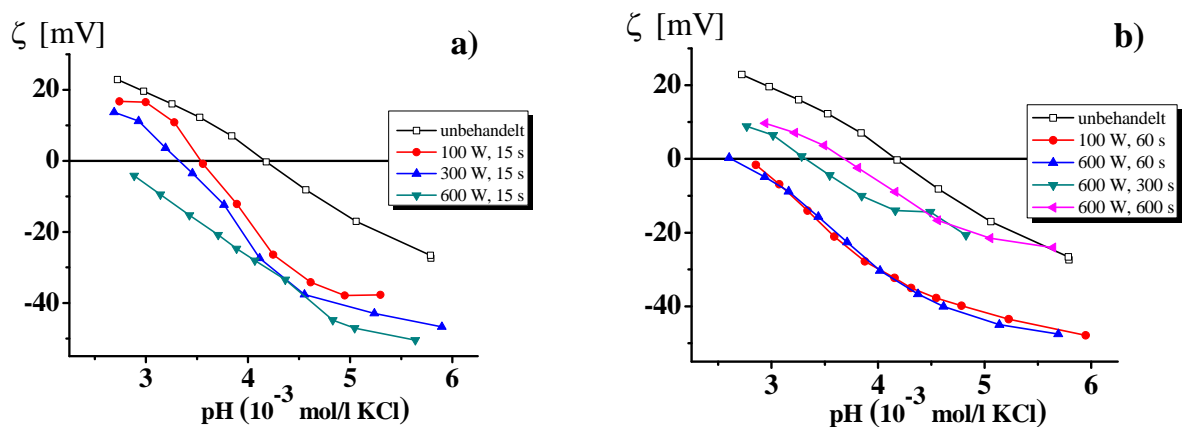 ζ [mV]
a)
20
0
-20
-40
3
4
5
6
pH (10⁻³ mol/l KCl)
unbehandelt
100 W, 15 s
300 W, 15 s
600 W, 15 s
ζ [mV]
b)
20
0
-20
-40
3
4
5
6
pH (10⁻³ mol/l KCl)
unbehandelt
100 W, 60 s
600 W, 60 s
600 W, 300 s
600 W, 600 s